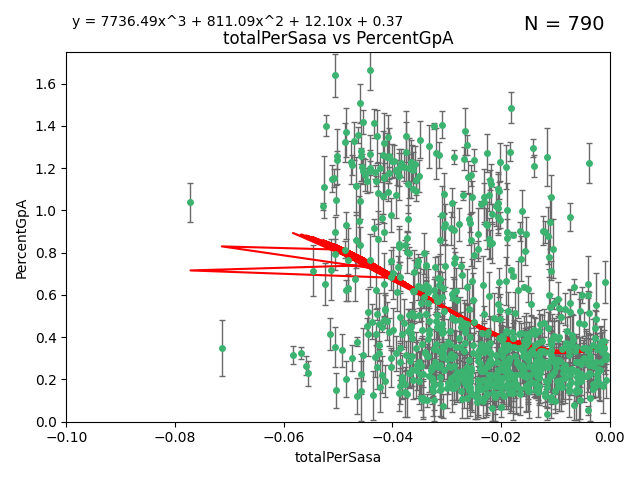 y = 7736.49x^3 + 811.09x^2 + 12.10x + 0.37
N = 790
totalPerSasa vs PercentGpA
PercentGpA
1.6
1.4
1.2
1.0
0.8
0.6
0.4
0.2
0.0
−0.10 −0.08 −0.06 −0.04 −0.02 0.00
totalPerSasa